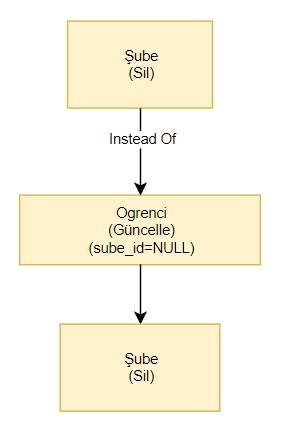 Şube
(Sil)
Instead Of
Ogrenci
(Güncelle)
(sube_id=NULL)
Şube
(Sil)